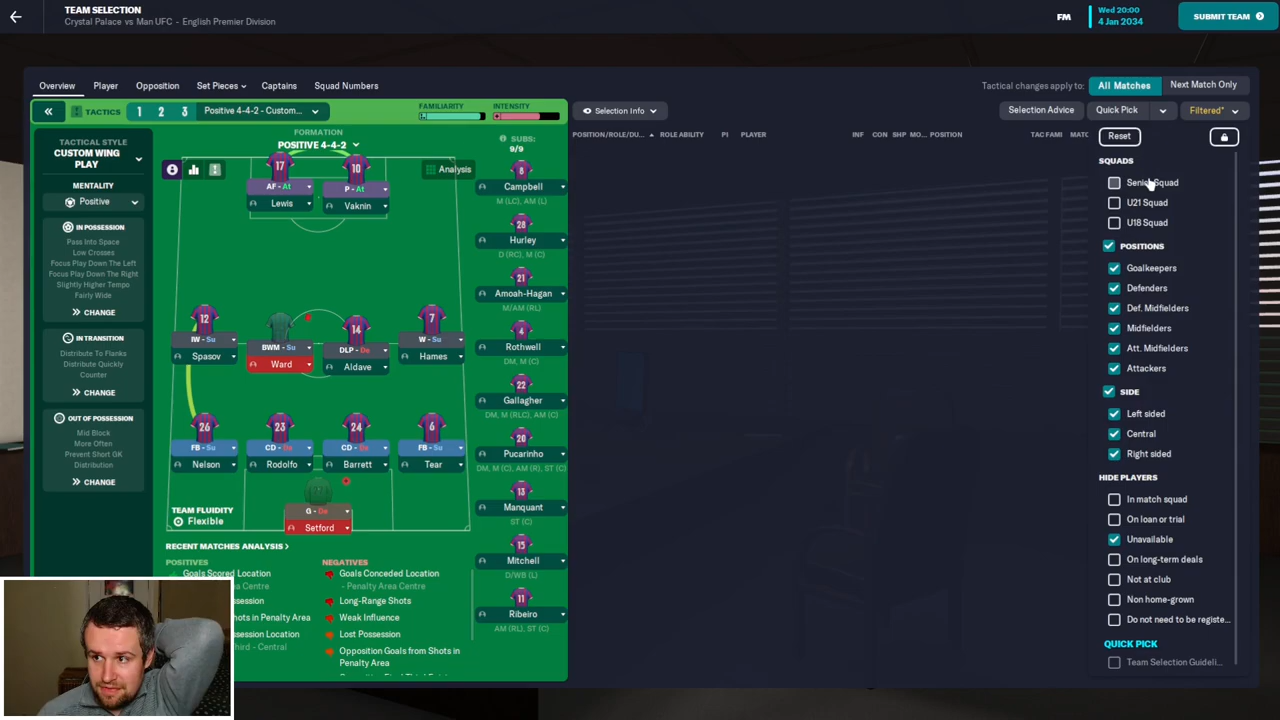 TEAM SELECTION
Crystal Palace vs Man UFC - English Premier Division
FM
Wed 20:00
4 Jan 2034
SUBMIT TEAM
Overview
Player
Opposition
Set Pieces
Captains
Squad Numbers
Tactical changes apply to:
All Matches
Next Match Only
TACTICS
1
2
3
Positive 4-4-2 - Custom...
FAMILIARITY
INTENSITY
Selection Info
Selection Advice
Quick Pick
Filtered*
TACTICAL STYLE
CUSTOM WING
PLAY
MENTALITY
Positive
IN POSSESSION
Pass Into Space
Low Crosses
Focus Play Down The Left
Focus Play Down The Right
Slightly Higher Tempo
Fairly Wide
CHANGE
IN TRANSITION
Distribute To Flanks
Distribute Quickly
Counter
CHANGE
OUT OF POSSESSION
Mid Block
More Often
Prevent Short GK
Distribution
CHANGE
FORMATION
POSITIVE 4-4-2
Analysis
17
AF - At
Lewis
10
P - At
Vaknin
12
IW - Su
Spasov
BWM - Su
Ward
14
DLP - De
Aldave
7
W - Su
Hames
26
FB - Su
Nelson
23
CD - De
Rodolfo
24
CD - De
Barrett
6
FB - Su
Tear
G - De
Setford
TEAM FLUIDITY
Flexible
RECENT MATCHES ANALYSIS >
POSITIVES
Goals Scored Location
NEGATIVES
Goals Conceded Location
- Penalty Area Centre
Long-Range Shots
Weak Influence
Lost Possession
Opposition Goals from Shots in
Penalty Area
SUBS:
9/9
8
Campbell
M (LC), AM (L)
28
Hurley
D (RC), M (C)
21
Amoah-Hagan
M/AM (RL)
4
Rothwell
DM, M (C)
22
Gallagher
DM, M (RLC), AM (C)
20
Pucarinho
DM, M (C), AM (R), ST (C)
13
Manquant
ST (C)
15
Mitchell
D/WB (L)
11
Ribeiro
AM (RL), ST (C)
POSITION/ROLE/DU...
ROLE ABILITY
PI
PLAYER
INF
CON
SHP
MO...
POSITION
TAC FAMI
MATC
Reset
SQUADS
Senior Squad
U21 Squad
U18 Squad
POSITIONS
Goalkeepers
Defenders
Def. Midfielders
Midfielders
Att. Midfielders
Attackers
SIDE
Left sided
Central
Right sided
HIDE PLAYERS
In match squad
On loan or trial
Unavailable
On long-term deals
Not at club
Non home-grown
Do not need to be registe...
QUICK PICK
Team Selection Guideli...